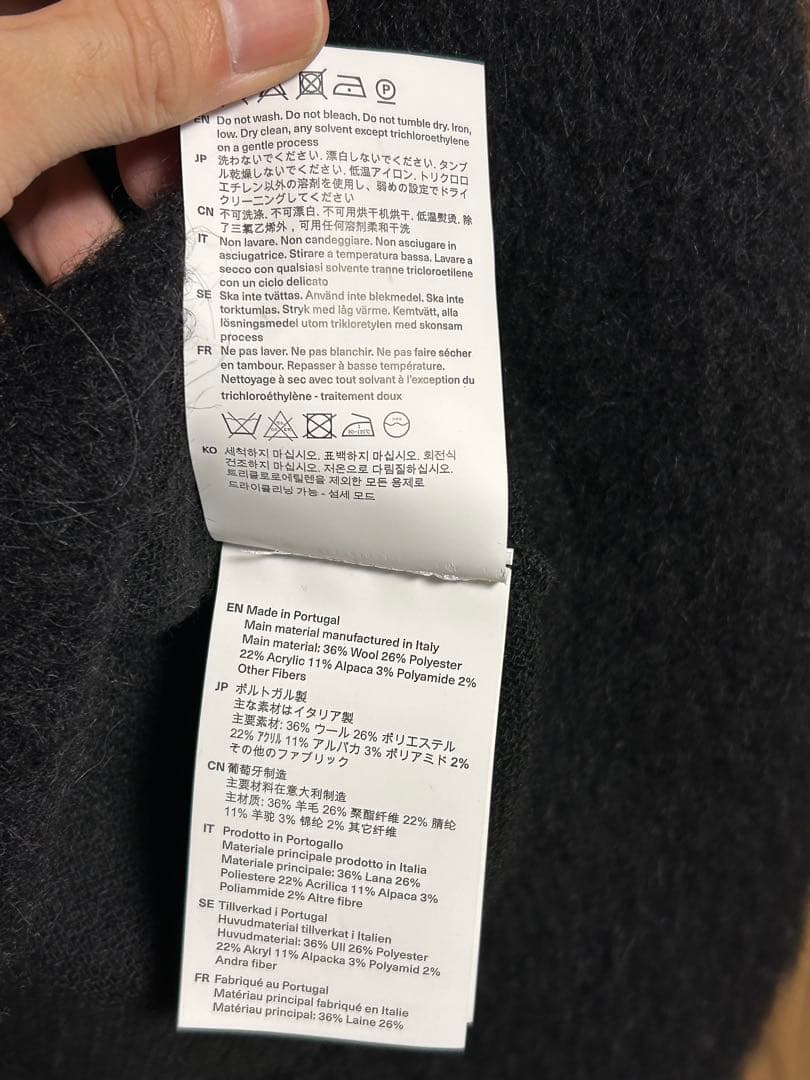 P
EN Do not wash. Do not bleach. Do not tumble dry. Iron,
low. Dry clean, any solvent except trichloroethylene
on a gentle process
JP 洗わないでください. 漂白しないでください. タンブ
ル乾燥しないでください. 低温アイロン. トリクロロ
エチレン以外の溶剤を使用し、弱めの設定でドライ
クリーニングしてください
CN 不可洗涤. 不可漂白. 不可用烘干机烘干. 低温熨烫. 除
了三氯乙烯外，可用任何溶剂柔和干洗
IT Non lavare. Non candeggiare. Non asciugare in
asciugatrice. Stirare a temperatura bassa. Lavare a
secco con qualsiasi solvente tranne tricloroetilene
con un ciclo delicato
SE Ska inte tvättas. Använd inte blekmedel. Ska inte
torktumlas. Stryk med låg värme. Kemtvätt, alla
lösningsmedel utom trikloretylen med skonsam
process
FR Ne pas laver. Ne pas blanchir. Ne pas faire sécher
en tambour. Repasser à basse température.
Nettoyage à sec avec tout solvant à l'exception du
trichloroéthylène - traitement doux
KO 세척하지 마십시오. 표백하지 마십시오. 회전식
건조하지 마십시오. 저온으로 다림질하십시오.
트리클로로에틸렌을 제외한 모든 용제로
드라이클리닝 가능 - 섬세 모드
EN Made in Portugal
Main material manufactured in Italy
Main material: 36% Wool 26% Polyester
22% Acrylic 11% Alpaca 3% Polyamide 2%
Other Fibers
JP ポルトガル製
主な素材はイタリア製
主要素材: 36% ウール 26% ポリエステル
22% アクリル 11% アルパカ 3% ポリアミド 2%
その他のファブリック
CN 葡萄牙制造
主要材料在意大利制造
主材质: 36% 羊毛 26% 聚酯纤维 22% 腈纶
11% 羊驼 3% 锦纶 2% 其它纤维
IT Prodotto in Portogallo
Materiale principale prodotto in Italia
Materiale principale: 36% Lana 26%
Poliestere 22% Acrilica 11% Alpaca 3%
Poliammide 2% Altre fibre
SE Tillverkad i Portugal
Huvudmaterial tillverkat i Italien
Huvudmaterial: 36% Ull 26% Polyester
22% Akryl 11% Alpacka 3% Polyamid 2%
Andra fiber
FR Fabriqué au Portugal
Matériau principal fabriqué en Italie
Matériau principal: 36% Laine 26%